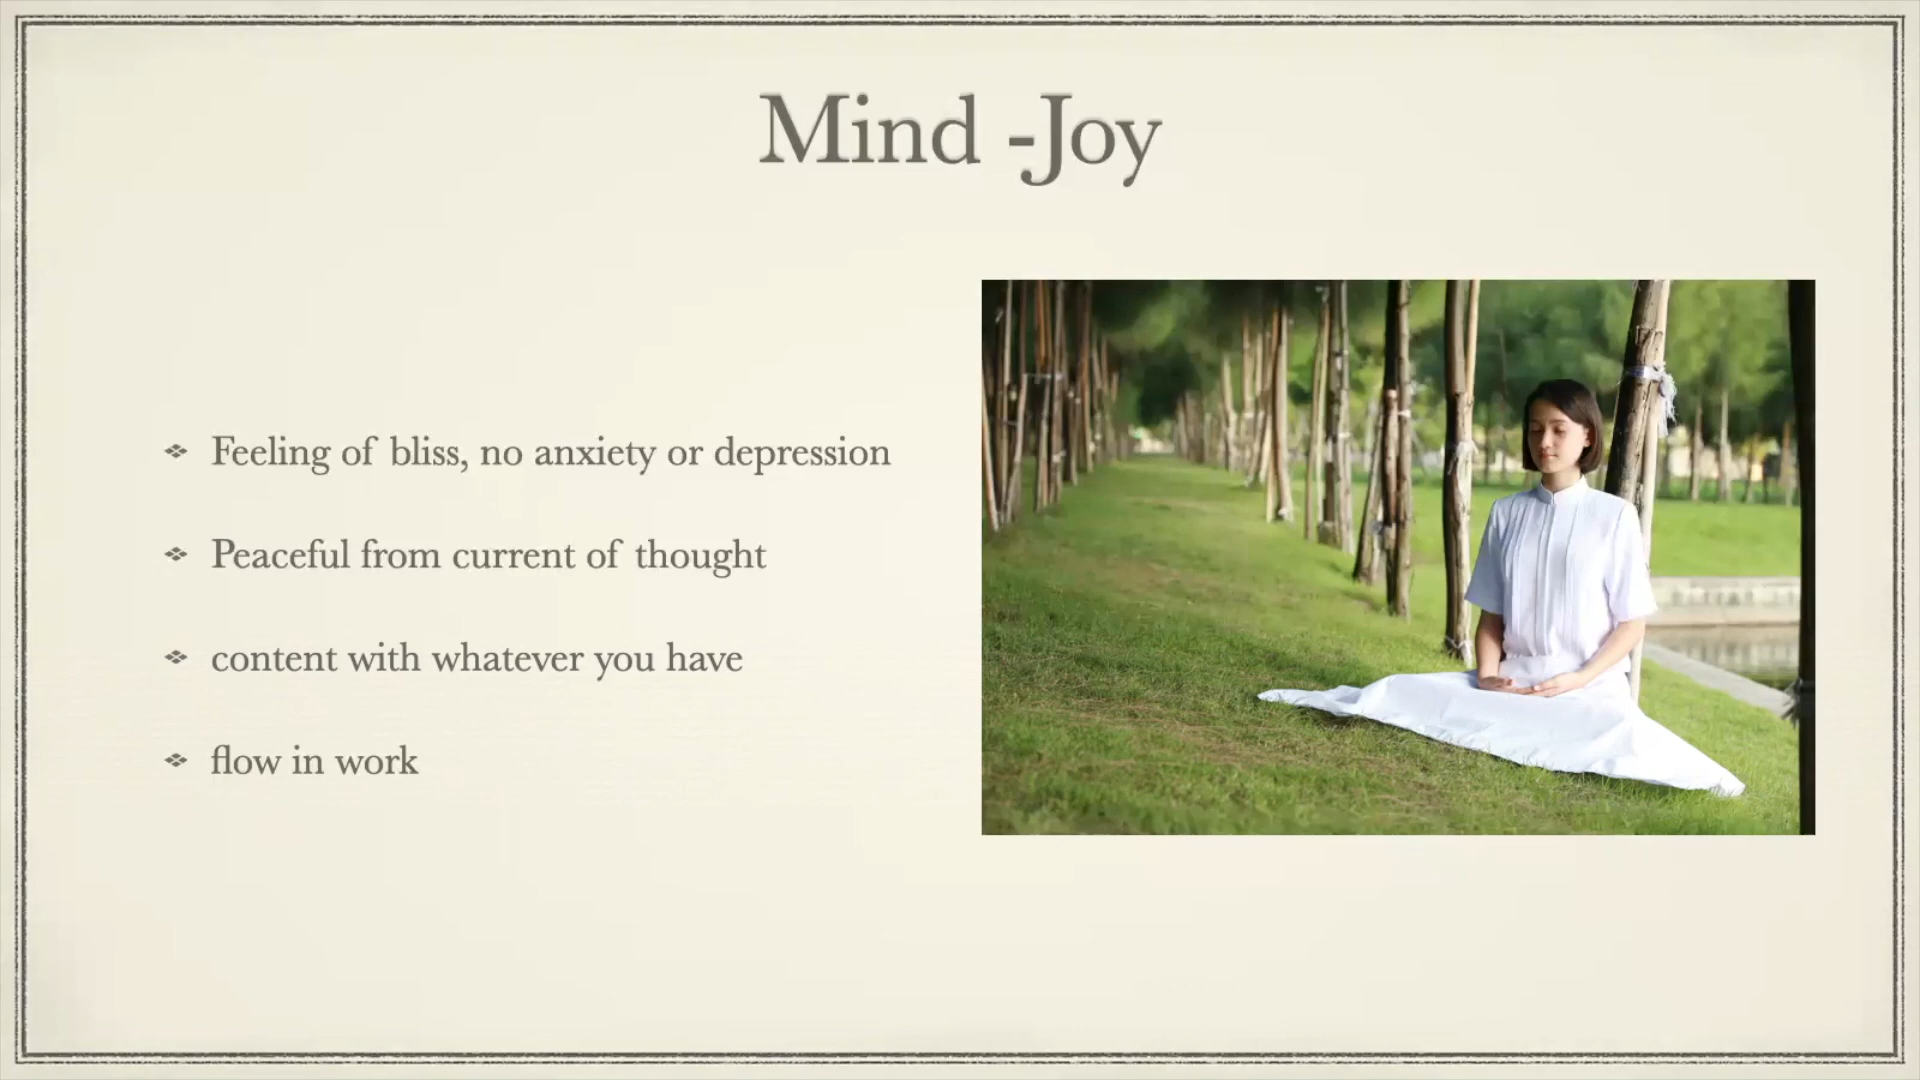 Mind -Joy
Feeling of bliss, no anxiety or depression
Peaceful from current of thought
content with whatever you have
flow in work